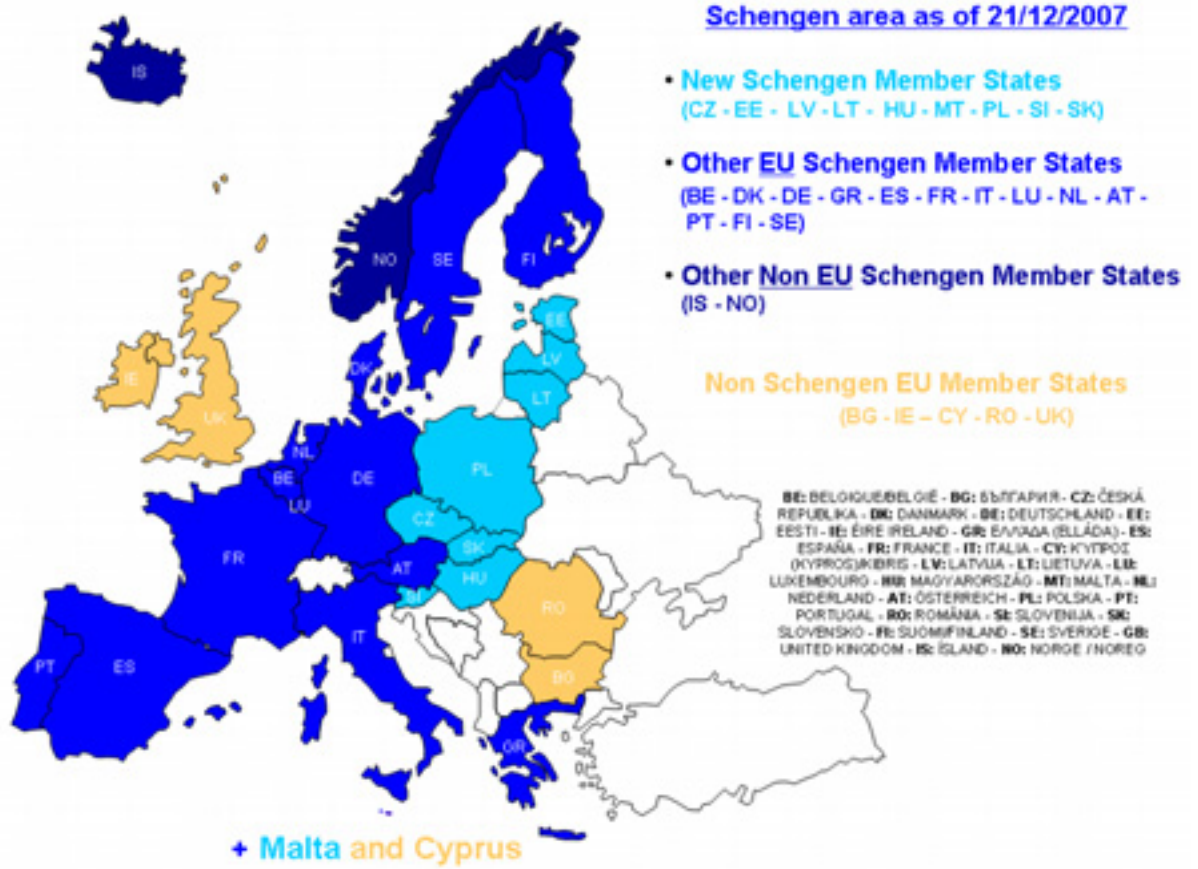 Schengen area as of 21/12/2007
• New Schengen Member States
(CZ - EE - LV - LT - HU - MT - PL - SI - SK)
• Other EU Schengen Member States
(BE - DK - DE - GR - ES - FR - IT - LU - NL - AT -
PT - FI - SE)
• Other Non EU Schengen Member States
(IS - NO)
Non Schengen EU Member States
(BG - IE – CY - RO - UK)
BE: BELGIQUE/BELGIË - BG: БЪЛГАРИЯ - CZ: ČESKÁ
REPUBLIKA - DK: DANMARK - DE: DEUTSCHLAND - EE:
EESTI - IE: ÉIRE IRELAND - GR: ΕΛΛΑΔΑ (ELLÁDA) - ES:
ESPAÑA - FR: FRANCE - IT: ITALIA - CY: ΚΎΠΡΟΣ
(KYPROS)/KIBRIS - LV: LATVIJA - LT: LIETUVA - LU:
LUXEMBOURG - HU: MAGYARORSZÁG - MT: MALTA - NL:
NEDERLAND - AT: ÖSTERREICH - PL: POLSKA - PT:
PORTUGAL - RO: ROMÂNIA - SI: SLOVENIJA - SK:
SLOVENSKO - FI: SUOMI/FINLAND - SE: SVERIGE - GB:
UNITED KINGDOM - IS: ÍSLAND - NO: NORGE / NOREG
IS
NO
SE
FI
EE
LV
DK
IE
LT
UK
NL
PL
BE
DE
LU
CZ
SK
FR
AT
HU
SI
RO
IT
PT
ES
BG
GR
+ Malta and Cyprus